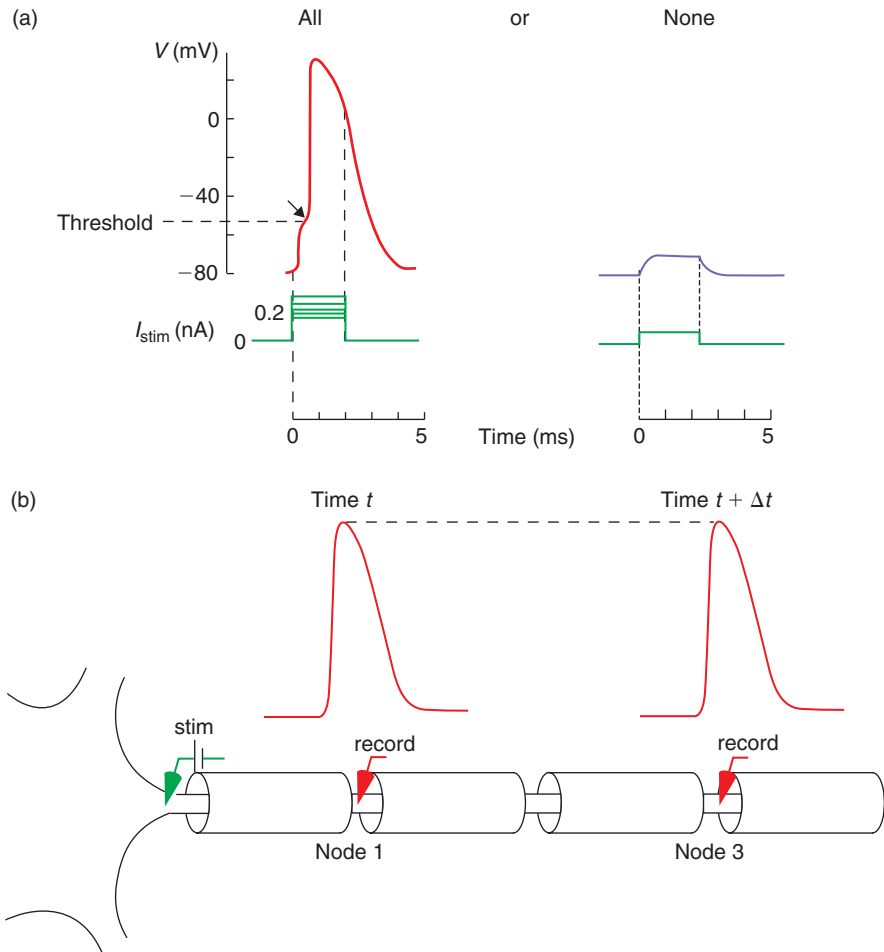 (a) All or None
V (mV)
0
−40
Threshold
−80
0.2
I stim (nA)
0
0 5 Time (ms) 0 5
(b) Time t Time t + Δt
stim
record record
Node 1 Node 3